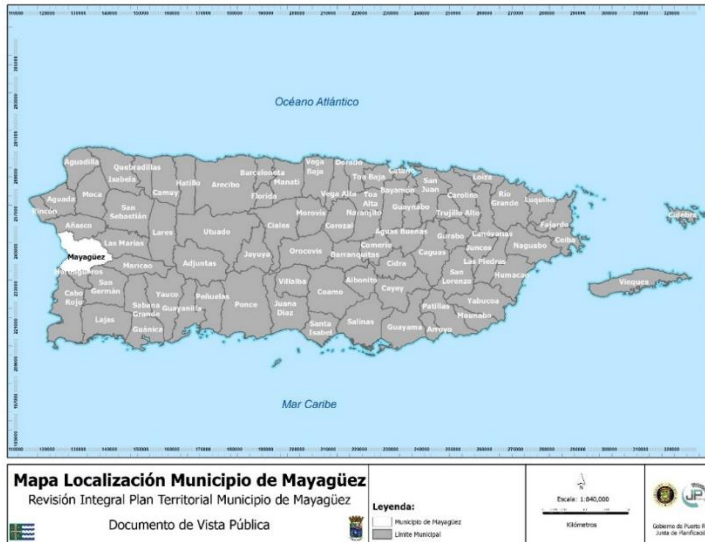 Océano Atlántico
Aguadilla
Quebradillas
Isabela
Camuy
Hatillo
Arecibo
Barceloneta
Manatí
Florida
Vega
Baja
Dorado
Toa Baja
Vega Alta
Toa
Alta
Bayamón
San
Juan
Guaynabo
Carolina
Trujillo Alto
Loíza
Río
Grande
Luquillo
Fajardo
Ceiba
Culebra
Aguada
Moca
Rincón
San
Sebastián
Añasco
Las Marías
Lares
Utuado
Ciales
Morovis
Corozal
Naranjito
Aguas Buenas
Gurabo
Canóvanas
Juncos
Naguabo
Mayagüez
Maricao
Adjuntas
Jayuya
Orocovis
Barranquitas
Comerío
Cidra
Caguas
Las Piedras
San
Lorenzo
Humacao
Vieques
Cabo
Rojo
San
Germán
Sabana
Grande
Yauco
Guayanilla
Peñuelas
Ponce
Villalba
Juana
Díaz
Coamo
Aibonito
Cayey
Patillas
Yabucoa
Maunabo
Lajas
Guánica
Santa
Isabel
Salinas
Guayama
Arroyo
Mar Caribe
Mapa Localización Municipio de Mayagüez
Revisión Integral Plan Territorial Municipio de Mayagüez
Documento de Vista Pública
Leyenda:
Municipio de Mayagüez
Límite Municipal
Escala: 1:840,000
Kilómetros
JP
Junta de Planificación